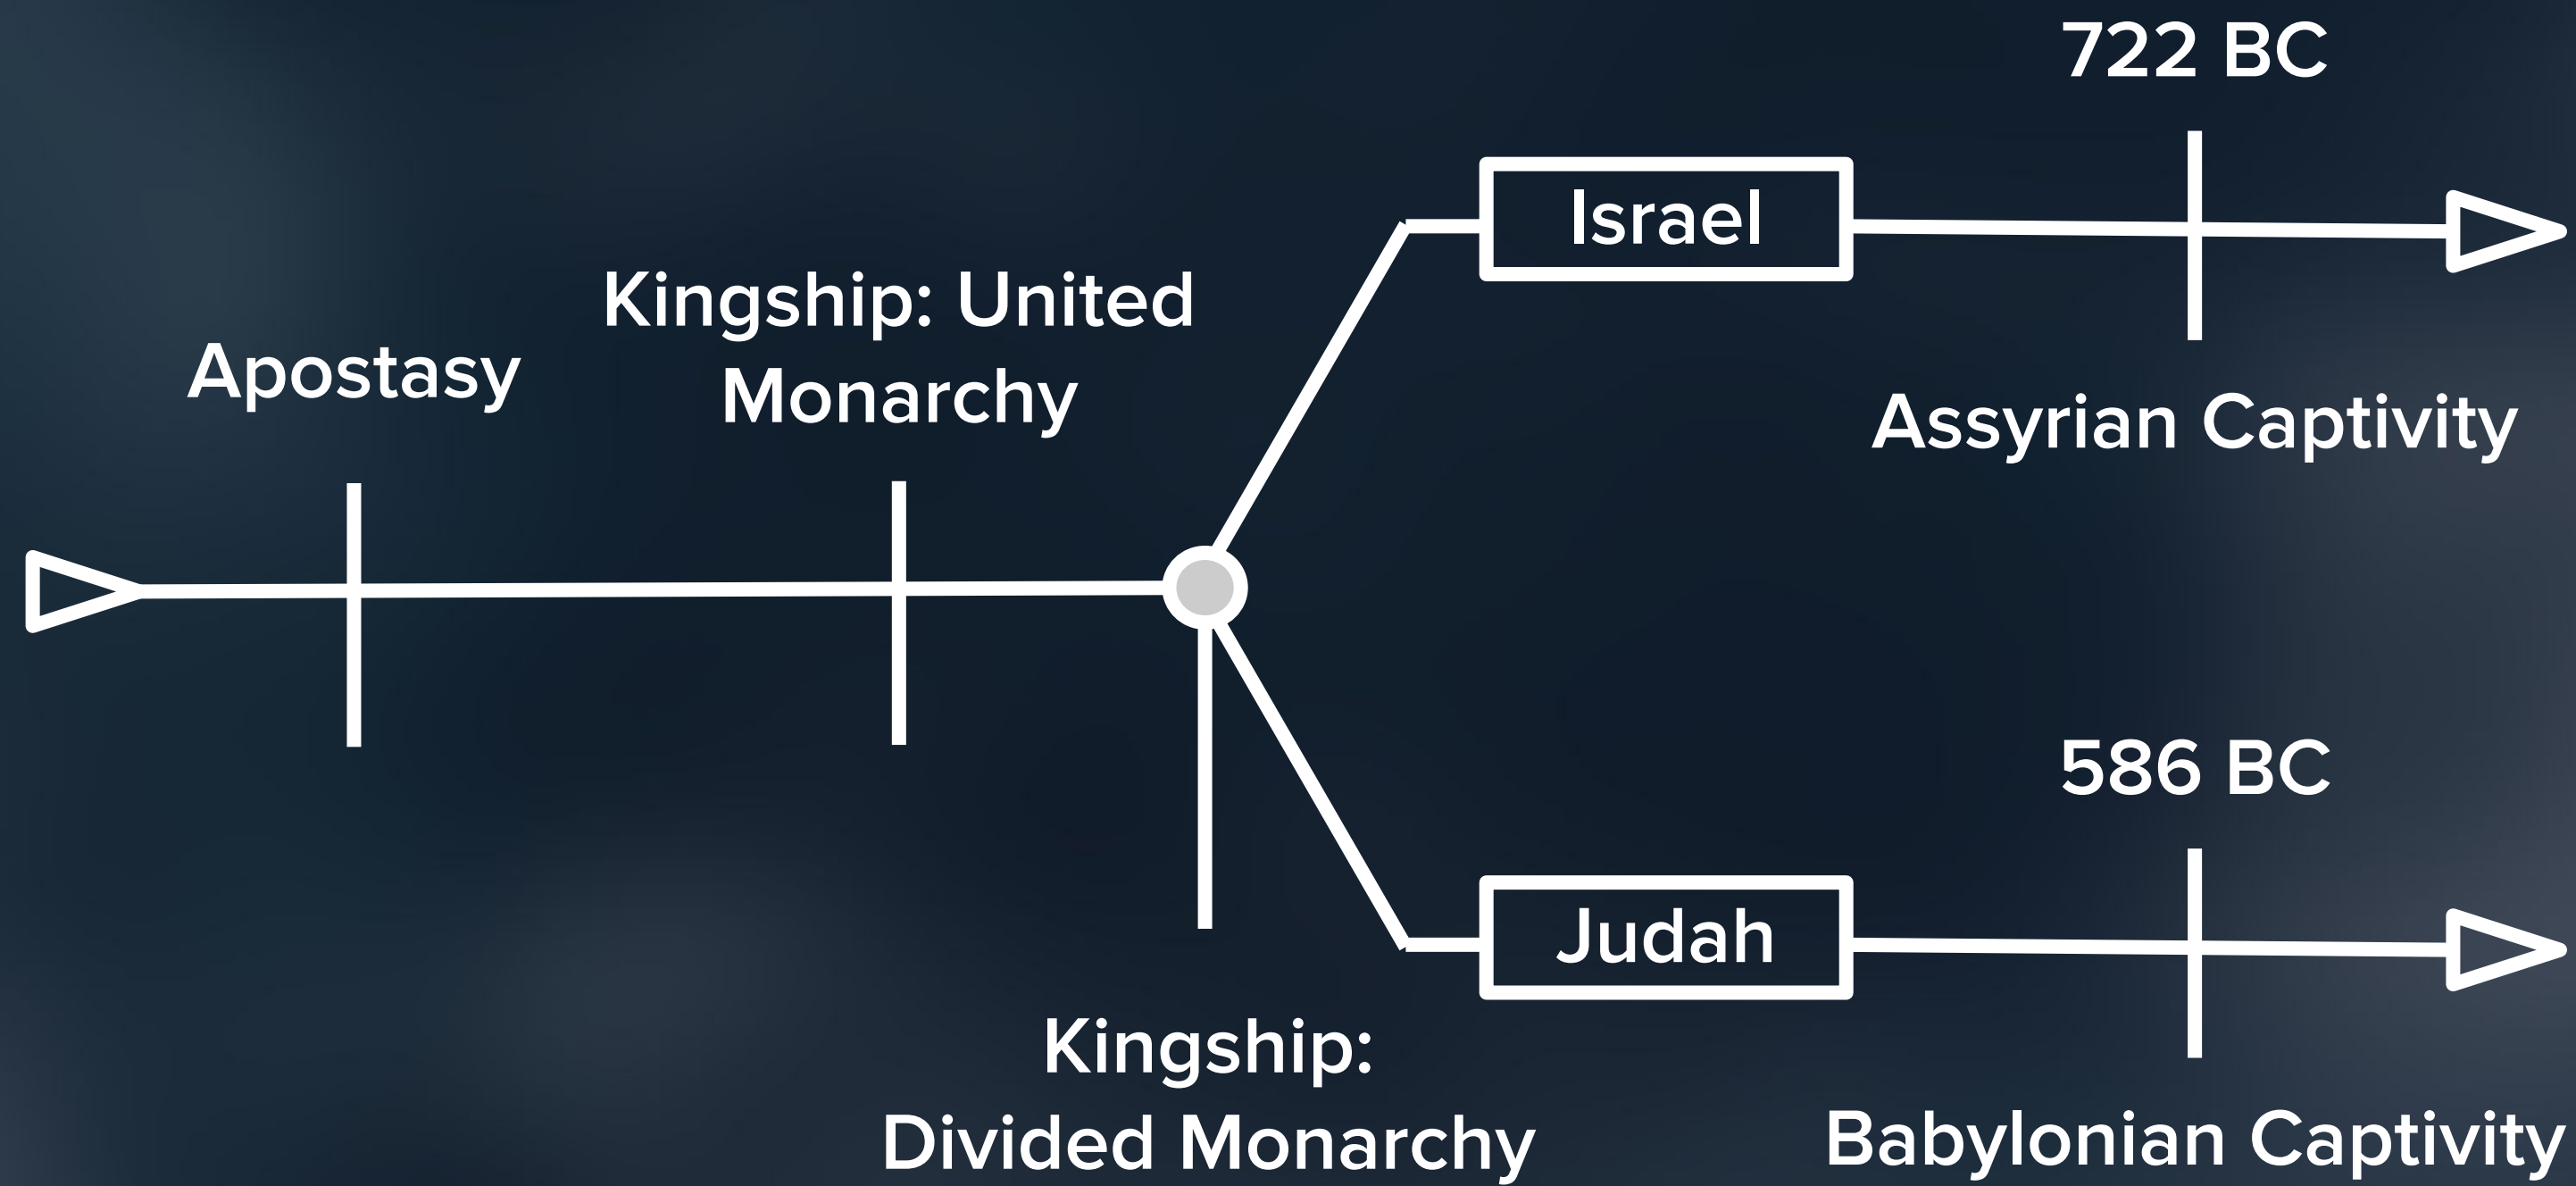 Apostasy
Kingship: United
Monarchy
Kingship:
Divided Monarchy
Israel
722 BC
Assyrian Captivity
Judah
586 BC
Babylonian Captivity